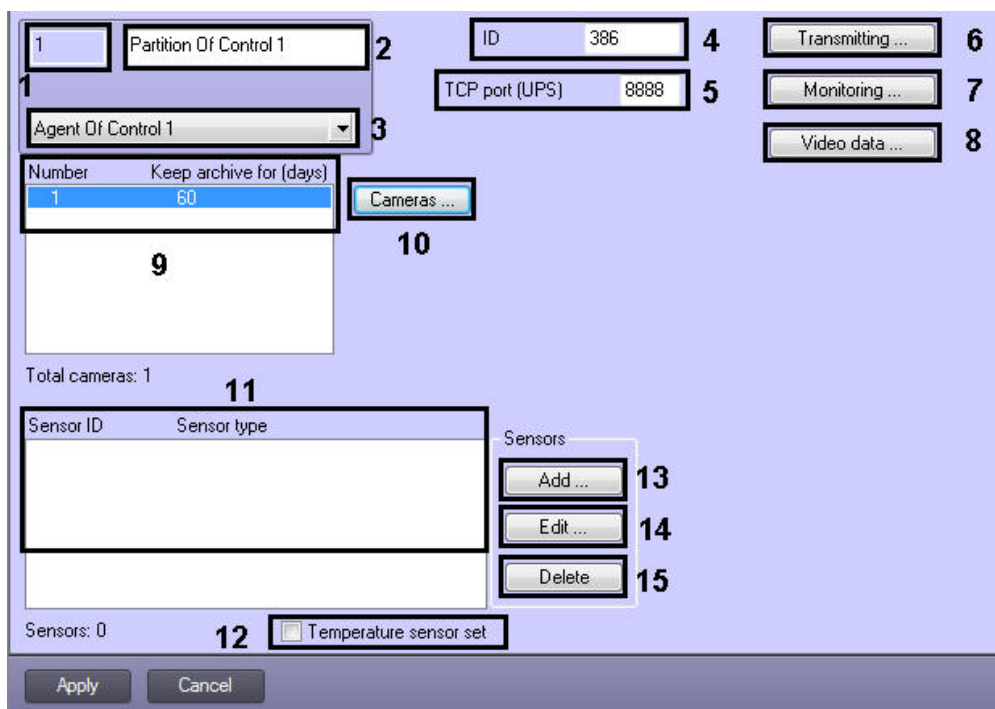 1 Partition Of Control 1 2
1
Agent Of Control 1 3
ID 386 4
TCP port (UPS) 8888 5
Transmitting ... 6
Monitoring ... 7
Video data ... 8
Number Keep archive for (days)
1 60
Cameras ...
10
9
Total cameras: 1
11
Sensor ID Sensor type
Sensors
Add ... 13
Edit ... 14
Delete 15
Sensors: 0 12 Temperature sensor set
Apply Cancel